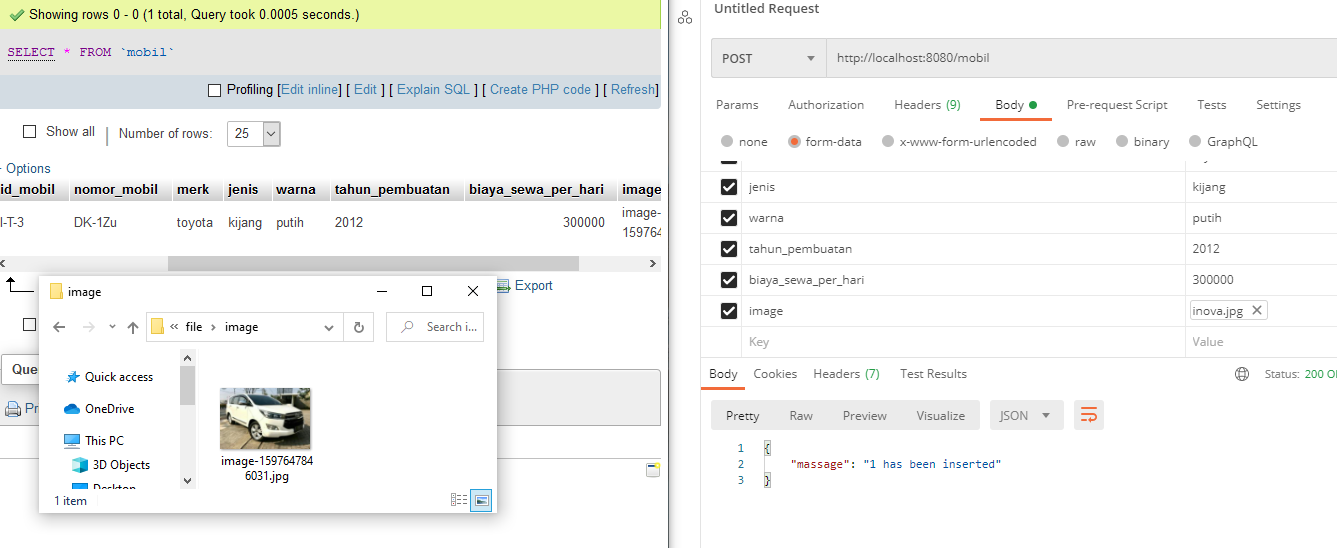 Showing rows 0 - 0 (1 total, Query took 0.0005 seconds.)
SELECT * FROM `mobil`
Profiling [Edit inline] [ Edit ] [ Explain SQL ] [ Create PHP code ] [ Refresh]
Show all | Number of rows: 25
Options
id_mobil nomor_mobil merk jenis warna tahun_pembuatan biaya_sewa_per_hari image
I-T-3 DK-1Zu toyota kijang putih 2012 300000 image-
159764
Export
Que
Pr
image
file image Search i...
Quick access
OneDrive
This PC
3D Objects
Desktop
image-159764784
6031.jpg
1 item
Untitled Request
POST http://localhost:8080/mobil
Params Authorization Headers (9) Body Pre-request Script Tests Settings
none form-data x-www-form-urlencoded raw binary GraphQL
jenis kijang
warna putih
tahun_pembuatan 2012
biaya_sewa_per_hari 300000
image inova.jpg
Key Value
Body Cookies Headers (7) Test Results Status: 200 O
Pretty Raw Preview Visualize JSON
1 {
2 "massage": "1 has been inserted"
3 }